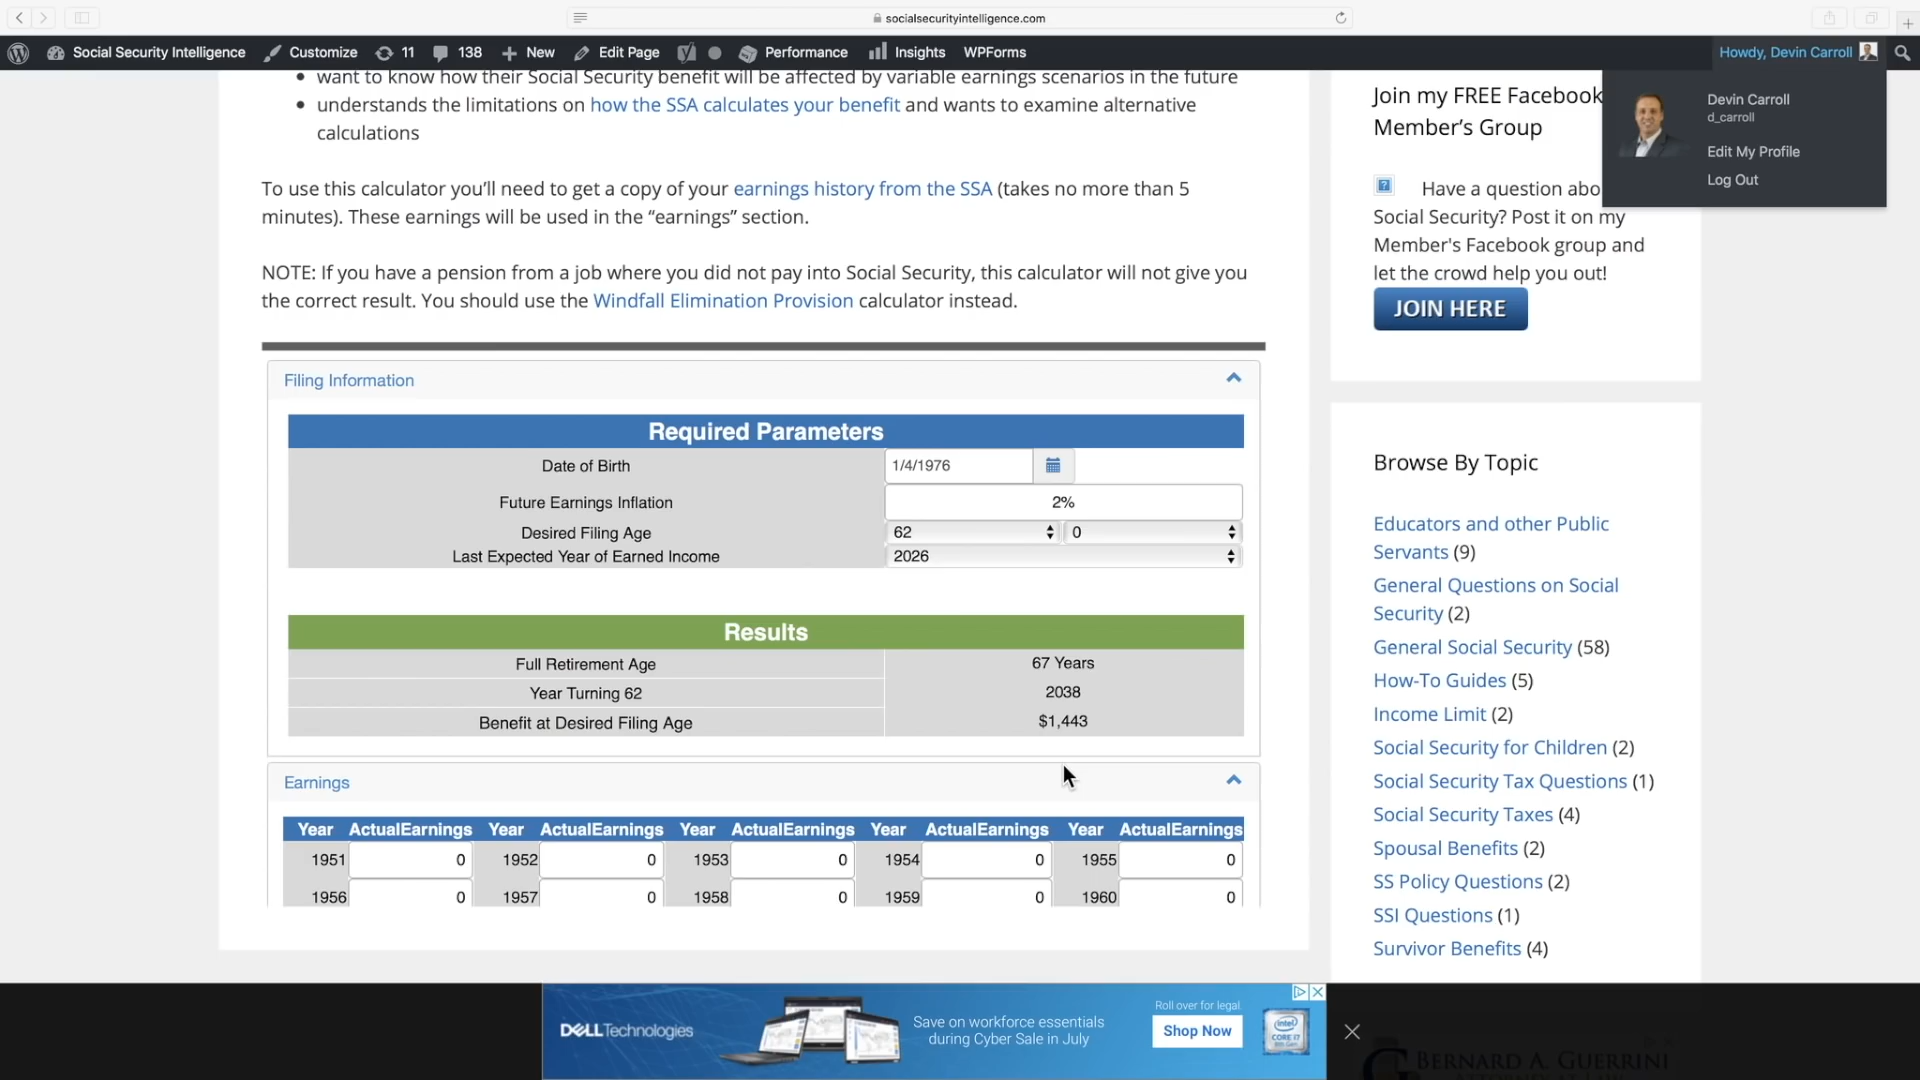 socialsecurityintelligence.com
Social Security Intelligence Customize 11 138 New Edit Page Performance Insights WPForms Howdy, Devin Carroll
Devin Carroll
d_carroll
Edit My Profile
Log Out
• want to know how their Social Security benefit will be affected by variable earnings scenarios in the future
• understands the limitations on how the SSA calculates your benefit and wants to examine alternative
calculations
To use this calculator you’ll need to get a copy of your earnings history from the SSA (takes no more than 5
minutes). These earnings will be used in the “earnings” section.
NOTE: If you have a pension from a job where you did not pay into Social Security, this calculator will not give you
the correct result. You should use the Windfall Elimination Provision calculator instead.
Filing Information
Required Parameters
Date of Birth 1/4/1976
Future Earnings Inflation 2%
Desired Filing Age 62 0
Last Expected Year of Earned Income 2026
Results
Full Retirement Age 67 Years
Year Turning 62 2038
Benefit at Desired Filing Age $1,443
Earnings
Year ActualEarnings Year ActualEarnings Year ActualEarnings Year ActualEarnings Year ActualEarnings
1951 0 1952 0 1953 0 1954 0 1955 0
1956 0 1957 0 1958 0 1959 0 1960 0
Join my FREE Facebook
Member’s Group
Have a question abo
Social Security? Post it on my
Member's Facebook group and
let the crowd help you out!
JOIN HERE
Browse By Topic
Educators and other Public
Servants (9)
General Questions on Social
Security (2)
General Social Security (58)
How-To Guides (5)
Income Limit (2)
Social Security for Children (2)
Social Security Tax Questions (1)
Social Security Taxes (4)
Spousal Benefits (2)
SS Policy Questions (2)
SSI Questions (1)
Survivor Benefits (4)
DELLTechnologies
Save on workforce essentials
during Cyber Sale in July
Roll over for legal.
Shop Now
intel
CORE i7
BERNARD A. GUERRINI